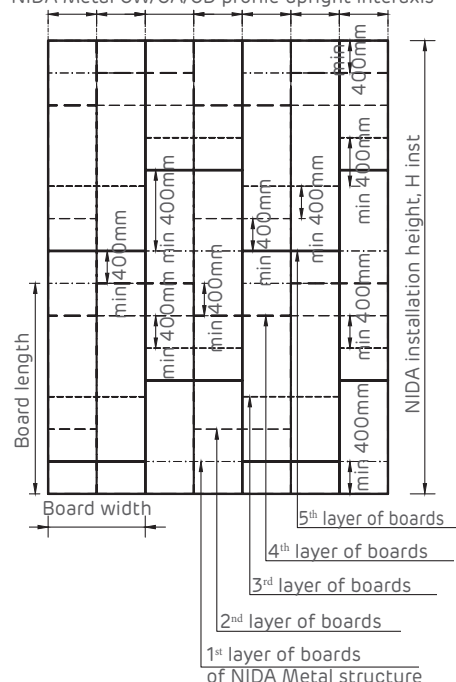 NIDA Metal UW/UA/UD profile upright interaxis
min 400mm
min 400mm
min 400mm
min 400mm
min 400mm
min 400mm
min 400mm
min 400mm
min 400mm
min 400mm
min 400mm
min 400mm
NIDA installation height, H inst
Board length
Board width
5th layer of boards
4th layer of boards
3rd layer of boards
2nd layer of boards
1st layer of boards
of NIDA Metal structure